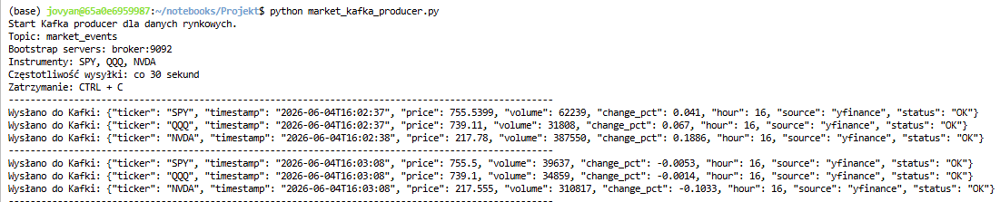 (base) jovyan@65a0e6959987:~/notebooks/Projekt$ python market_kafka_producer.py
Start Kafka producer dla danych rynkowych.
Topic: market_events
Bootstrap servers: broker:9092
Instrumenty: SPY, QQQ, NVDA
Częstotliwość wysyłki: co 30 sekund
Zatrzymanie: CTRL + C
--------------------------------------------------------------------------------
Wysłano do Kafki: {"ticker": "SPY", "timestamp": "2026-06-04T16:02:37", "price": 755.5399, "volume": 62239, "change_pct": 0.041, "hour": 16, "source": "yfinance", "status": "OK"}
Wysłano do Kafki: {"ticker": "QQQ", "timestamp": "2026-06-04T16:02:37", "price": 739.11, "volume": 31808, "change_pct": 0.067, "hour": 16, "source": "yfinance", "status": "OK"}
Wysłano do Kafki: {"ticker": "NVDA", "timestamp": "2026-06-04T16:02:38", "price": 217.78, "volume": 387550, "change_pct": 0.1886, "hour": 16, "source": "yfinance", "status": "OK"}
--------------------------------------------------------------------------------
Wysłano do Kafki: {"ticker": "SPY", "timestamp": "2026-06-04T16:03:08", "price": 755.5, "volume": 39637, "change_pct": -0.0053, "hour": 16, "source": "yfinance", "status": "OK"}
Wysłano do Kafki: {"ticker": "QQQ", "timestamp": "2026-06-04T16:03:08", "price": 739.1, "volume": 34859, "change_pct": -0.0014, "hour": 16, "source": "yfinance", "status": "OK"}
Wysłano do Kafki: {"ticker": "NVDA", "timestamp": "2026-06-04T16:03:08", "price": 217.555, "volume": 310817, "change_pct": -0.1033, "hour": 16, "source": "yfinance", "status": "OK"}
--------------------------------------------------------------------------------